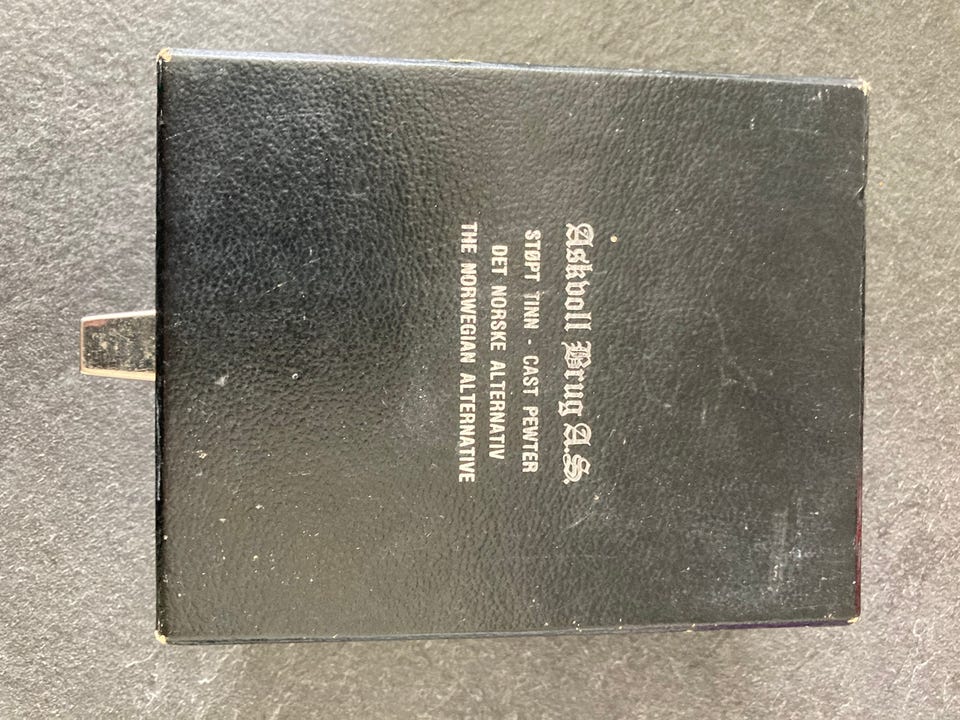 Askvoll Brug A.S.
STØPT TINN - CAST PEWTER
DET NORSKE ALTERNATIV
THE NORWEGIAN ALTERNATIVE